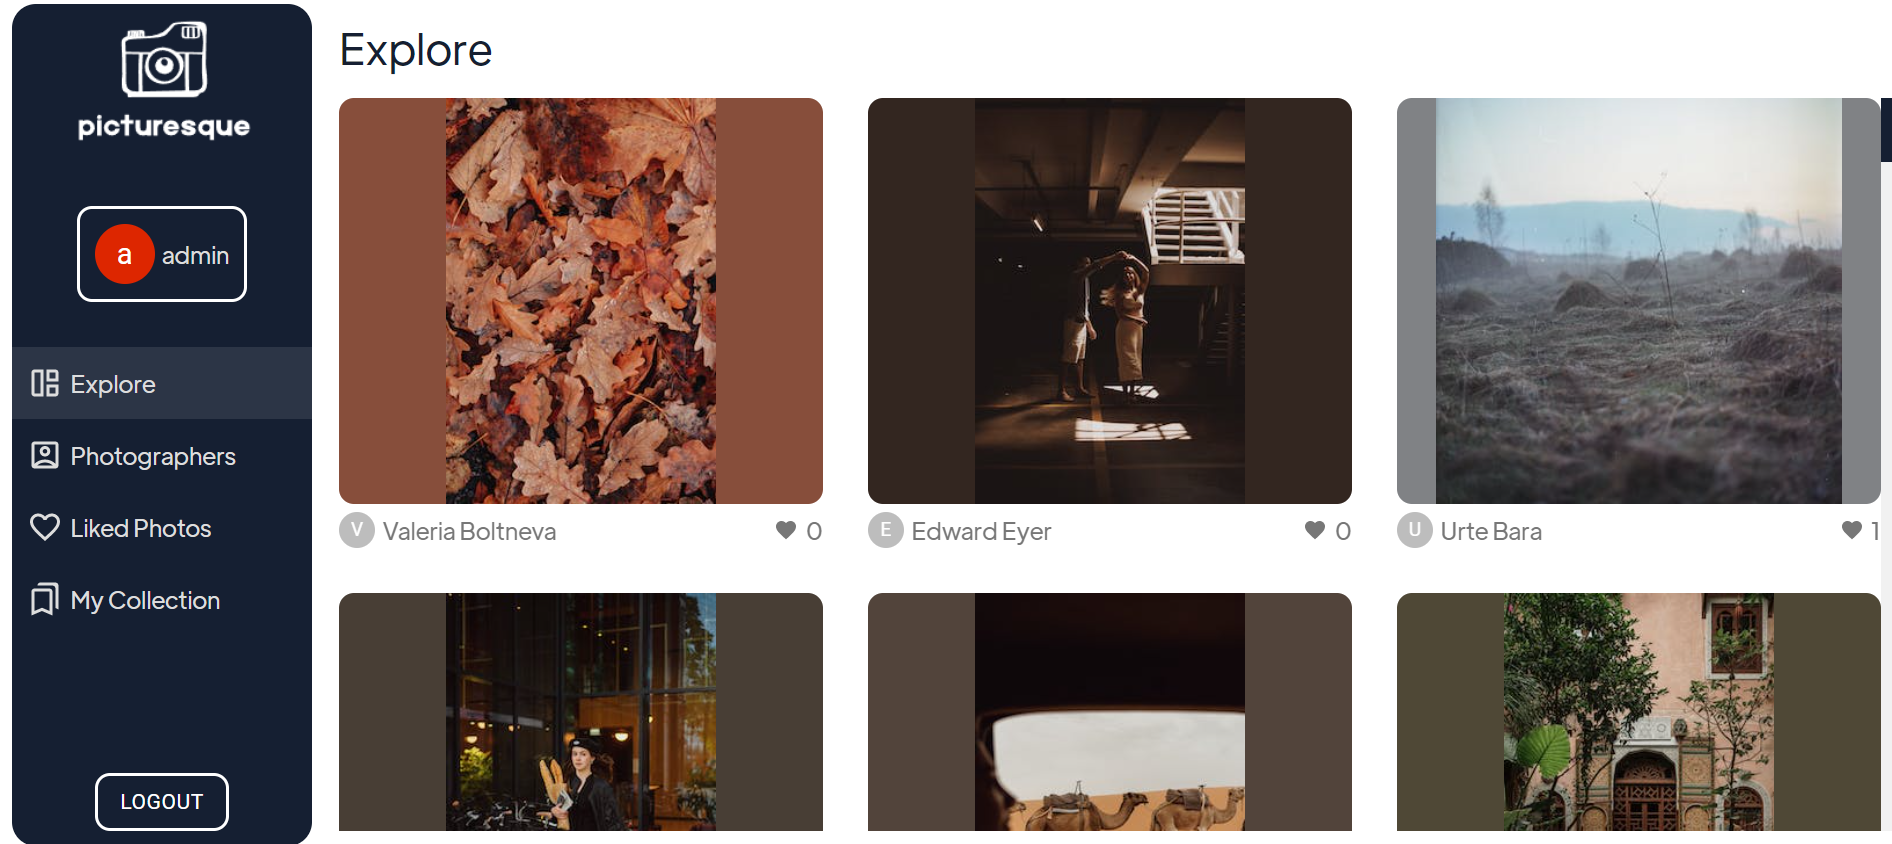 picturesque
a admin
Explore
Photographers
Liked Photos
My Collection
LOGOUT
Explore
V Valeria Boltneva 0
E Edward Eyer 0
U Urte Bara 1